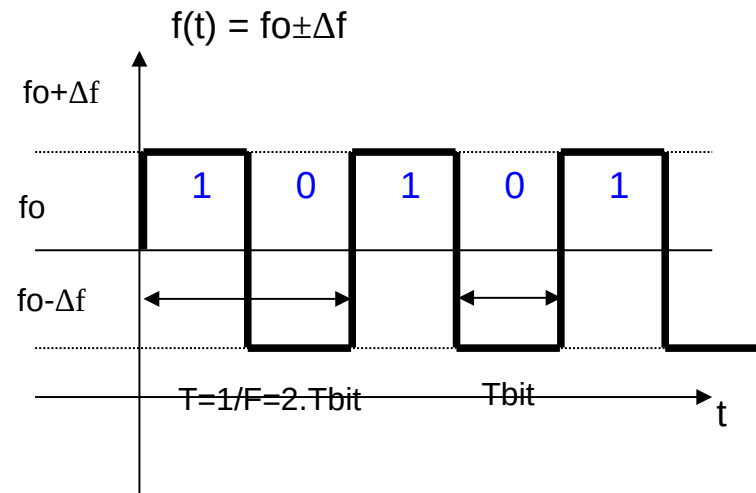 f(t) = fo±Δf
fo+Δf
1 0 1 0 1
fo
fo-Δf
T=1/F=2.Tbit
Tbit
t